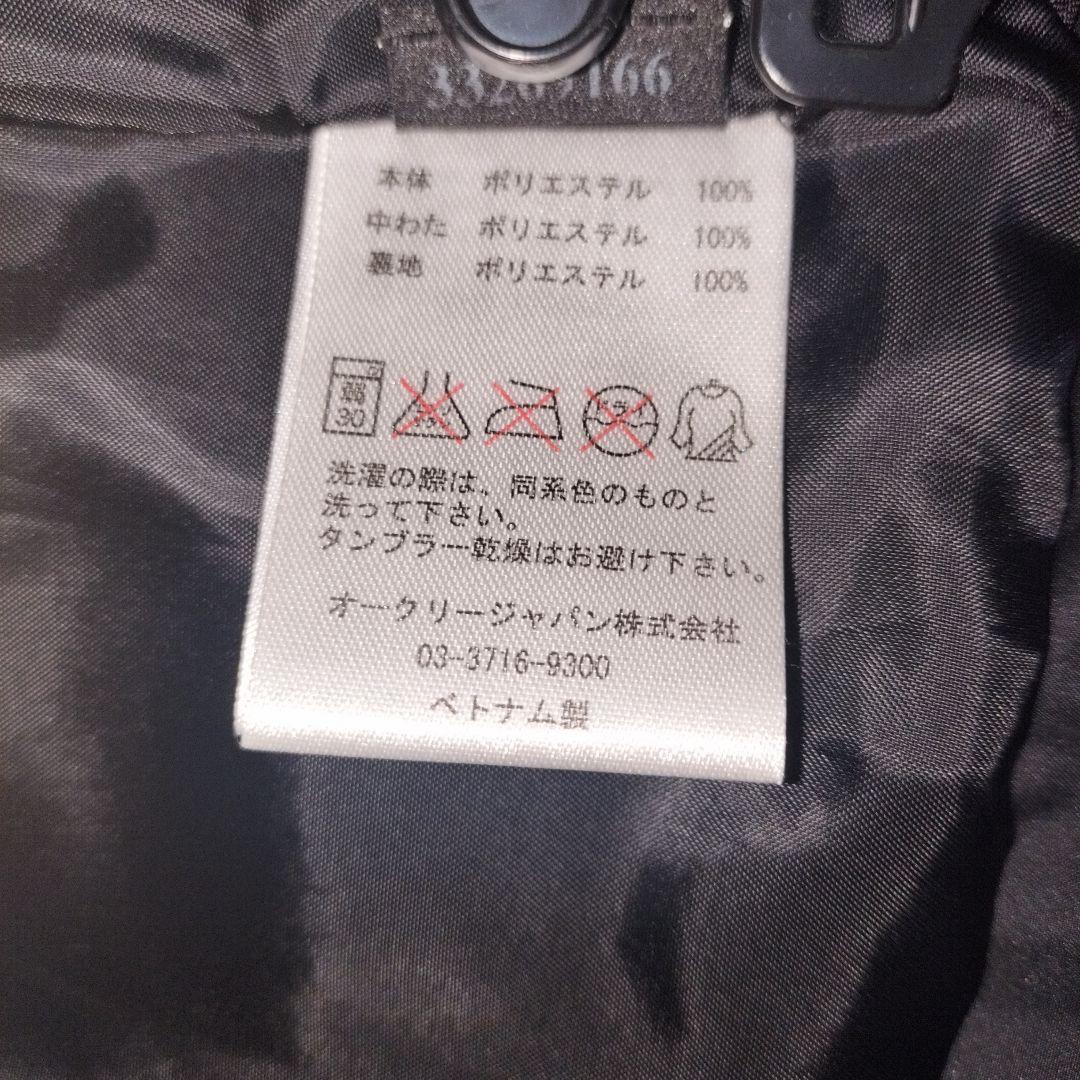 本体 ポリエステル 100%
中わた ポリエステル 100%
裏地 ポリエステル 100%
弱
30
洗濯の際は、同系色のものと
洗って下さい。
タンブラー乾燥はお避け下さい。
オークリージャパン株式会社
03-3716-9300
ベトナム製